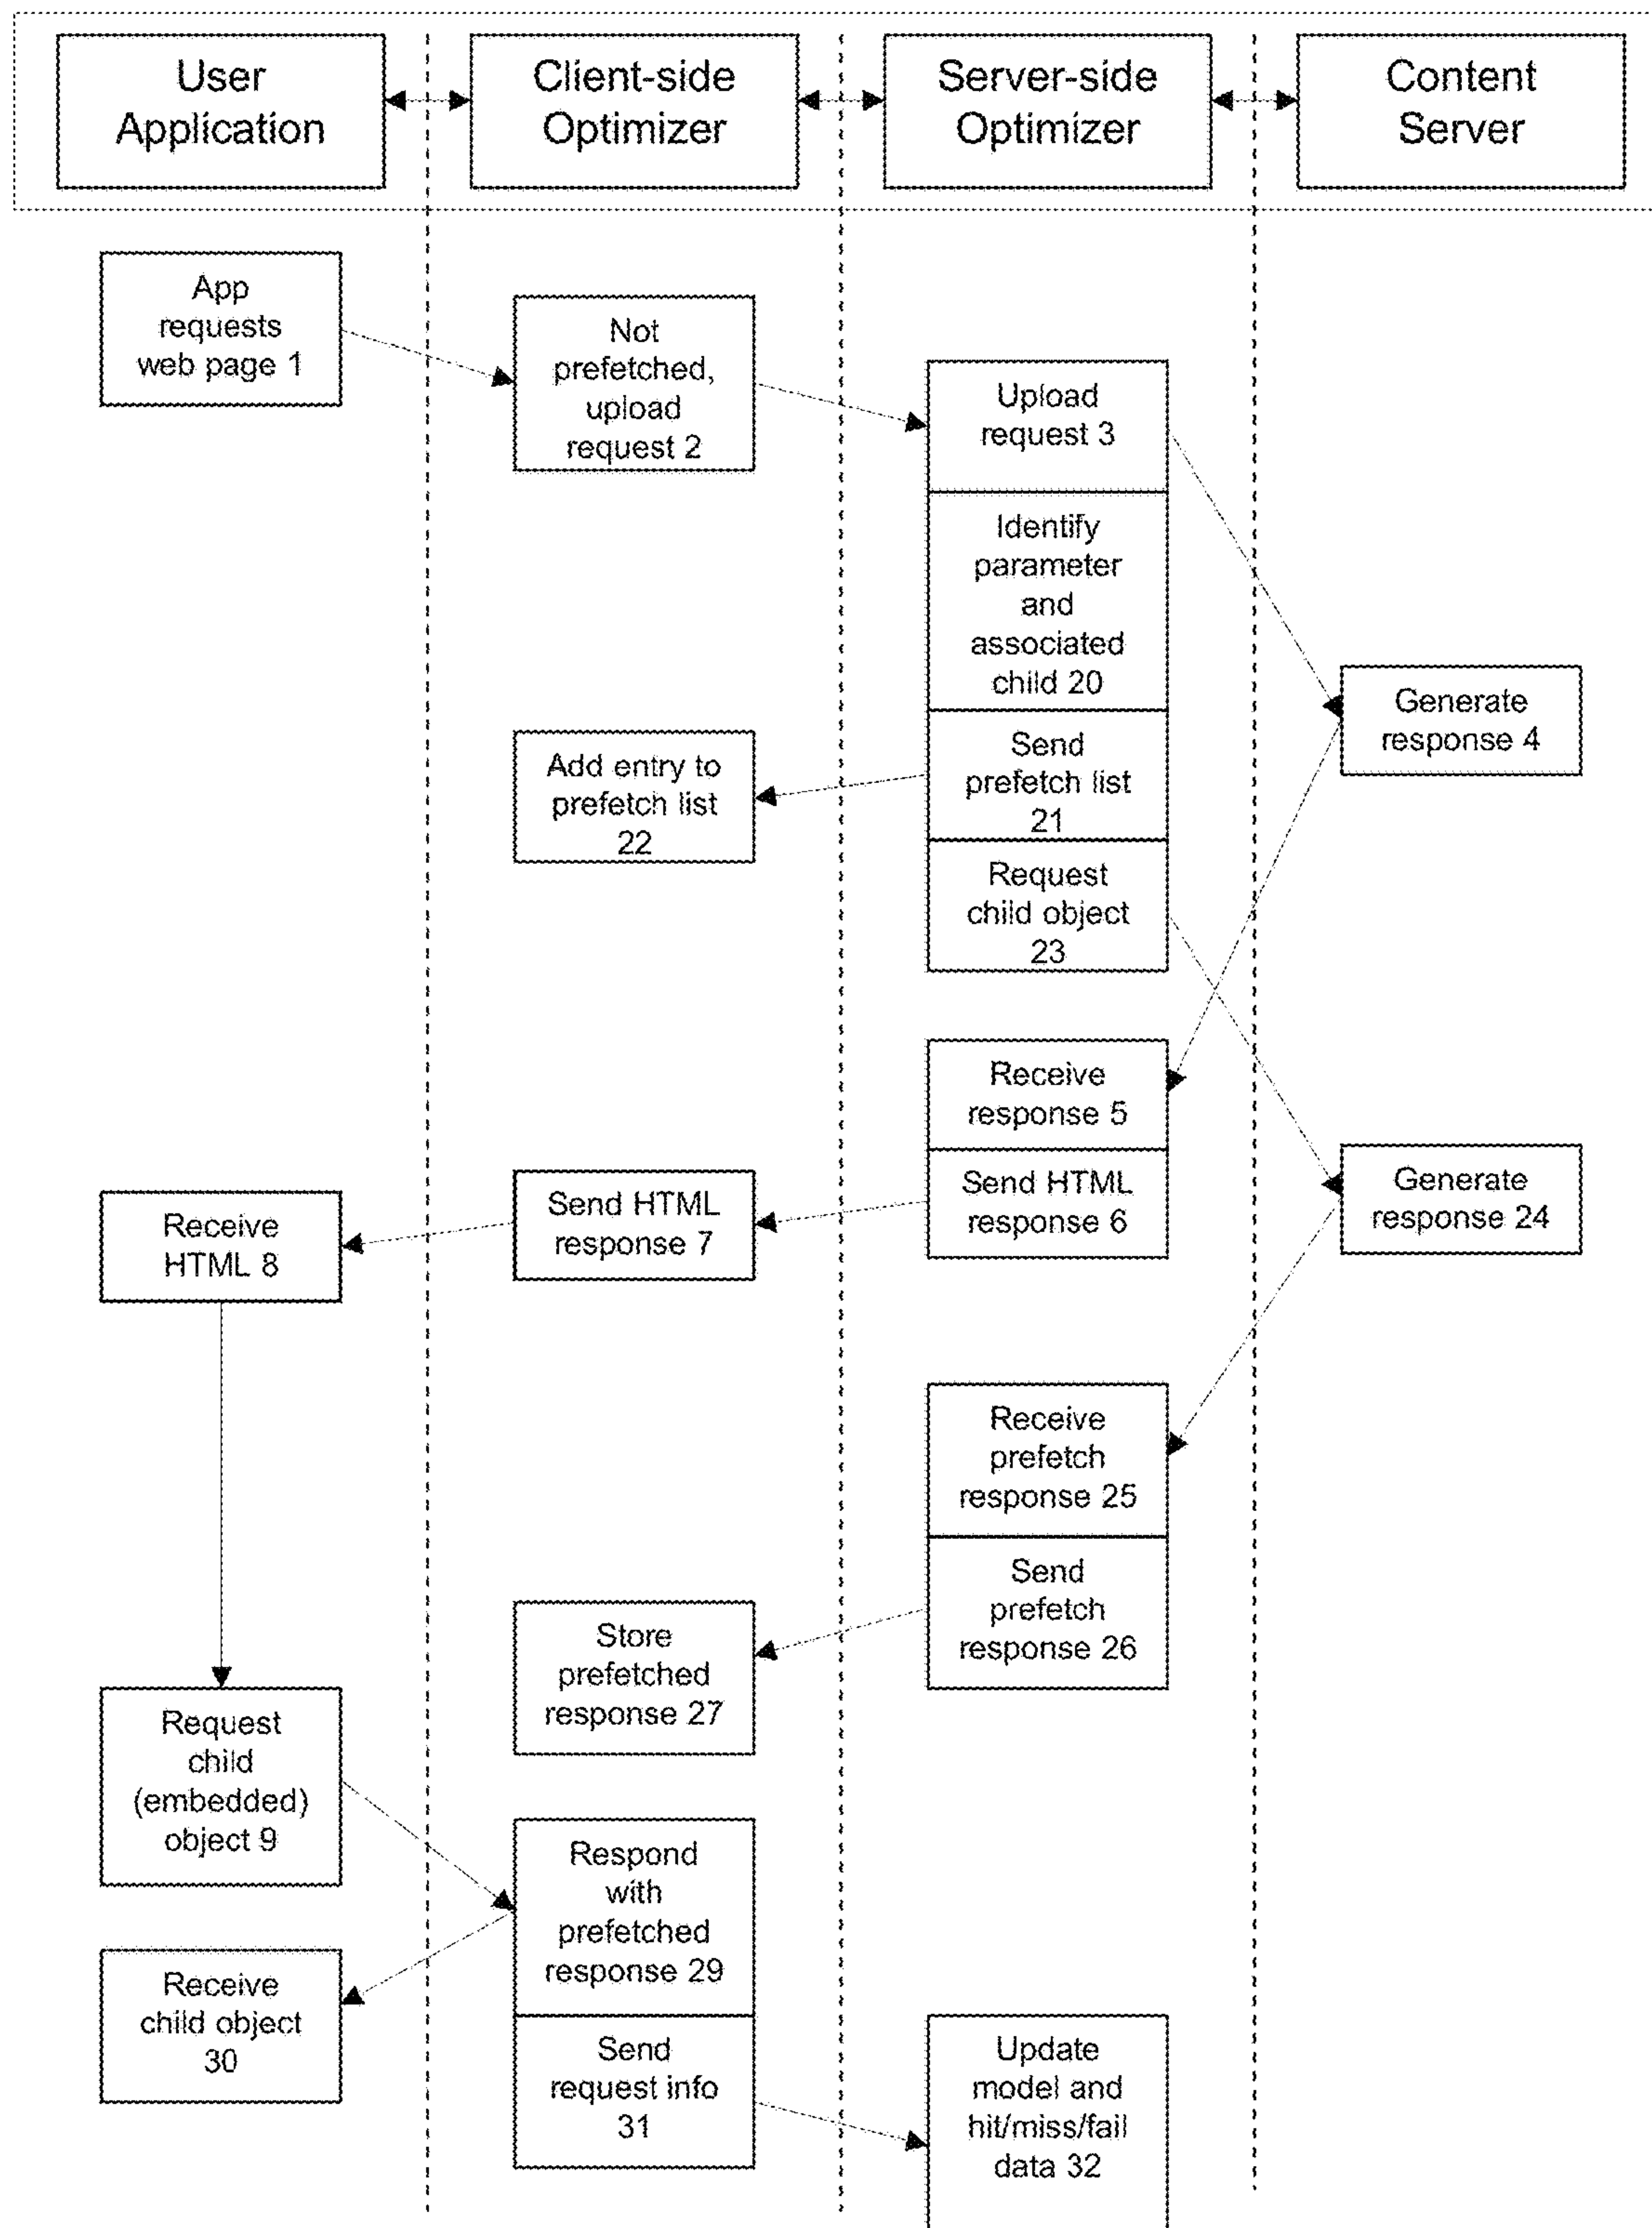 User
Application
Client-side
Optimizer
Server-side
Optimizer
Content
Server
App
requests
web page 1
Not
prefetched,
upload
request 2
Upload
request 3
Identify
parameter
and
associated
child 20
Generate
response 4
Send
prefetch list
21
Add entry to
prefetch list
22
Request
child object
23
Receive
response 5
Send HTML
response 6
Generate
response 24
Send HTML
response 7
Receive
HTML 8
Receive
prefetch
response 25
Send
prefetch
response 26
Store
prefetched
response 27
Request
child
(embedded)
object 9
Respond
with
prefetched
response 29
Receive
child object
30
Send
request info
31
Update
model and
hit/miss/fail
data 32